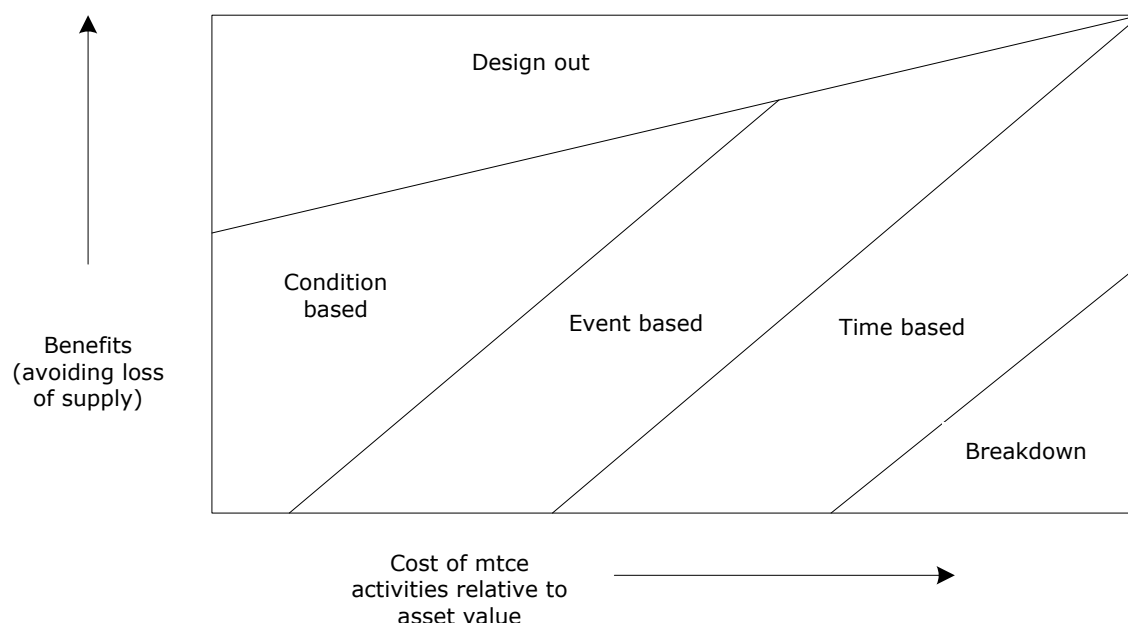 Design out
Condition
based
Event based
Time based
Benefits
(avoiding loss
of supply)
Breakdown
Cost of mtce
activities relative to
asset value